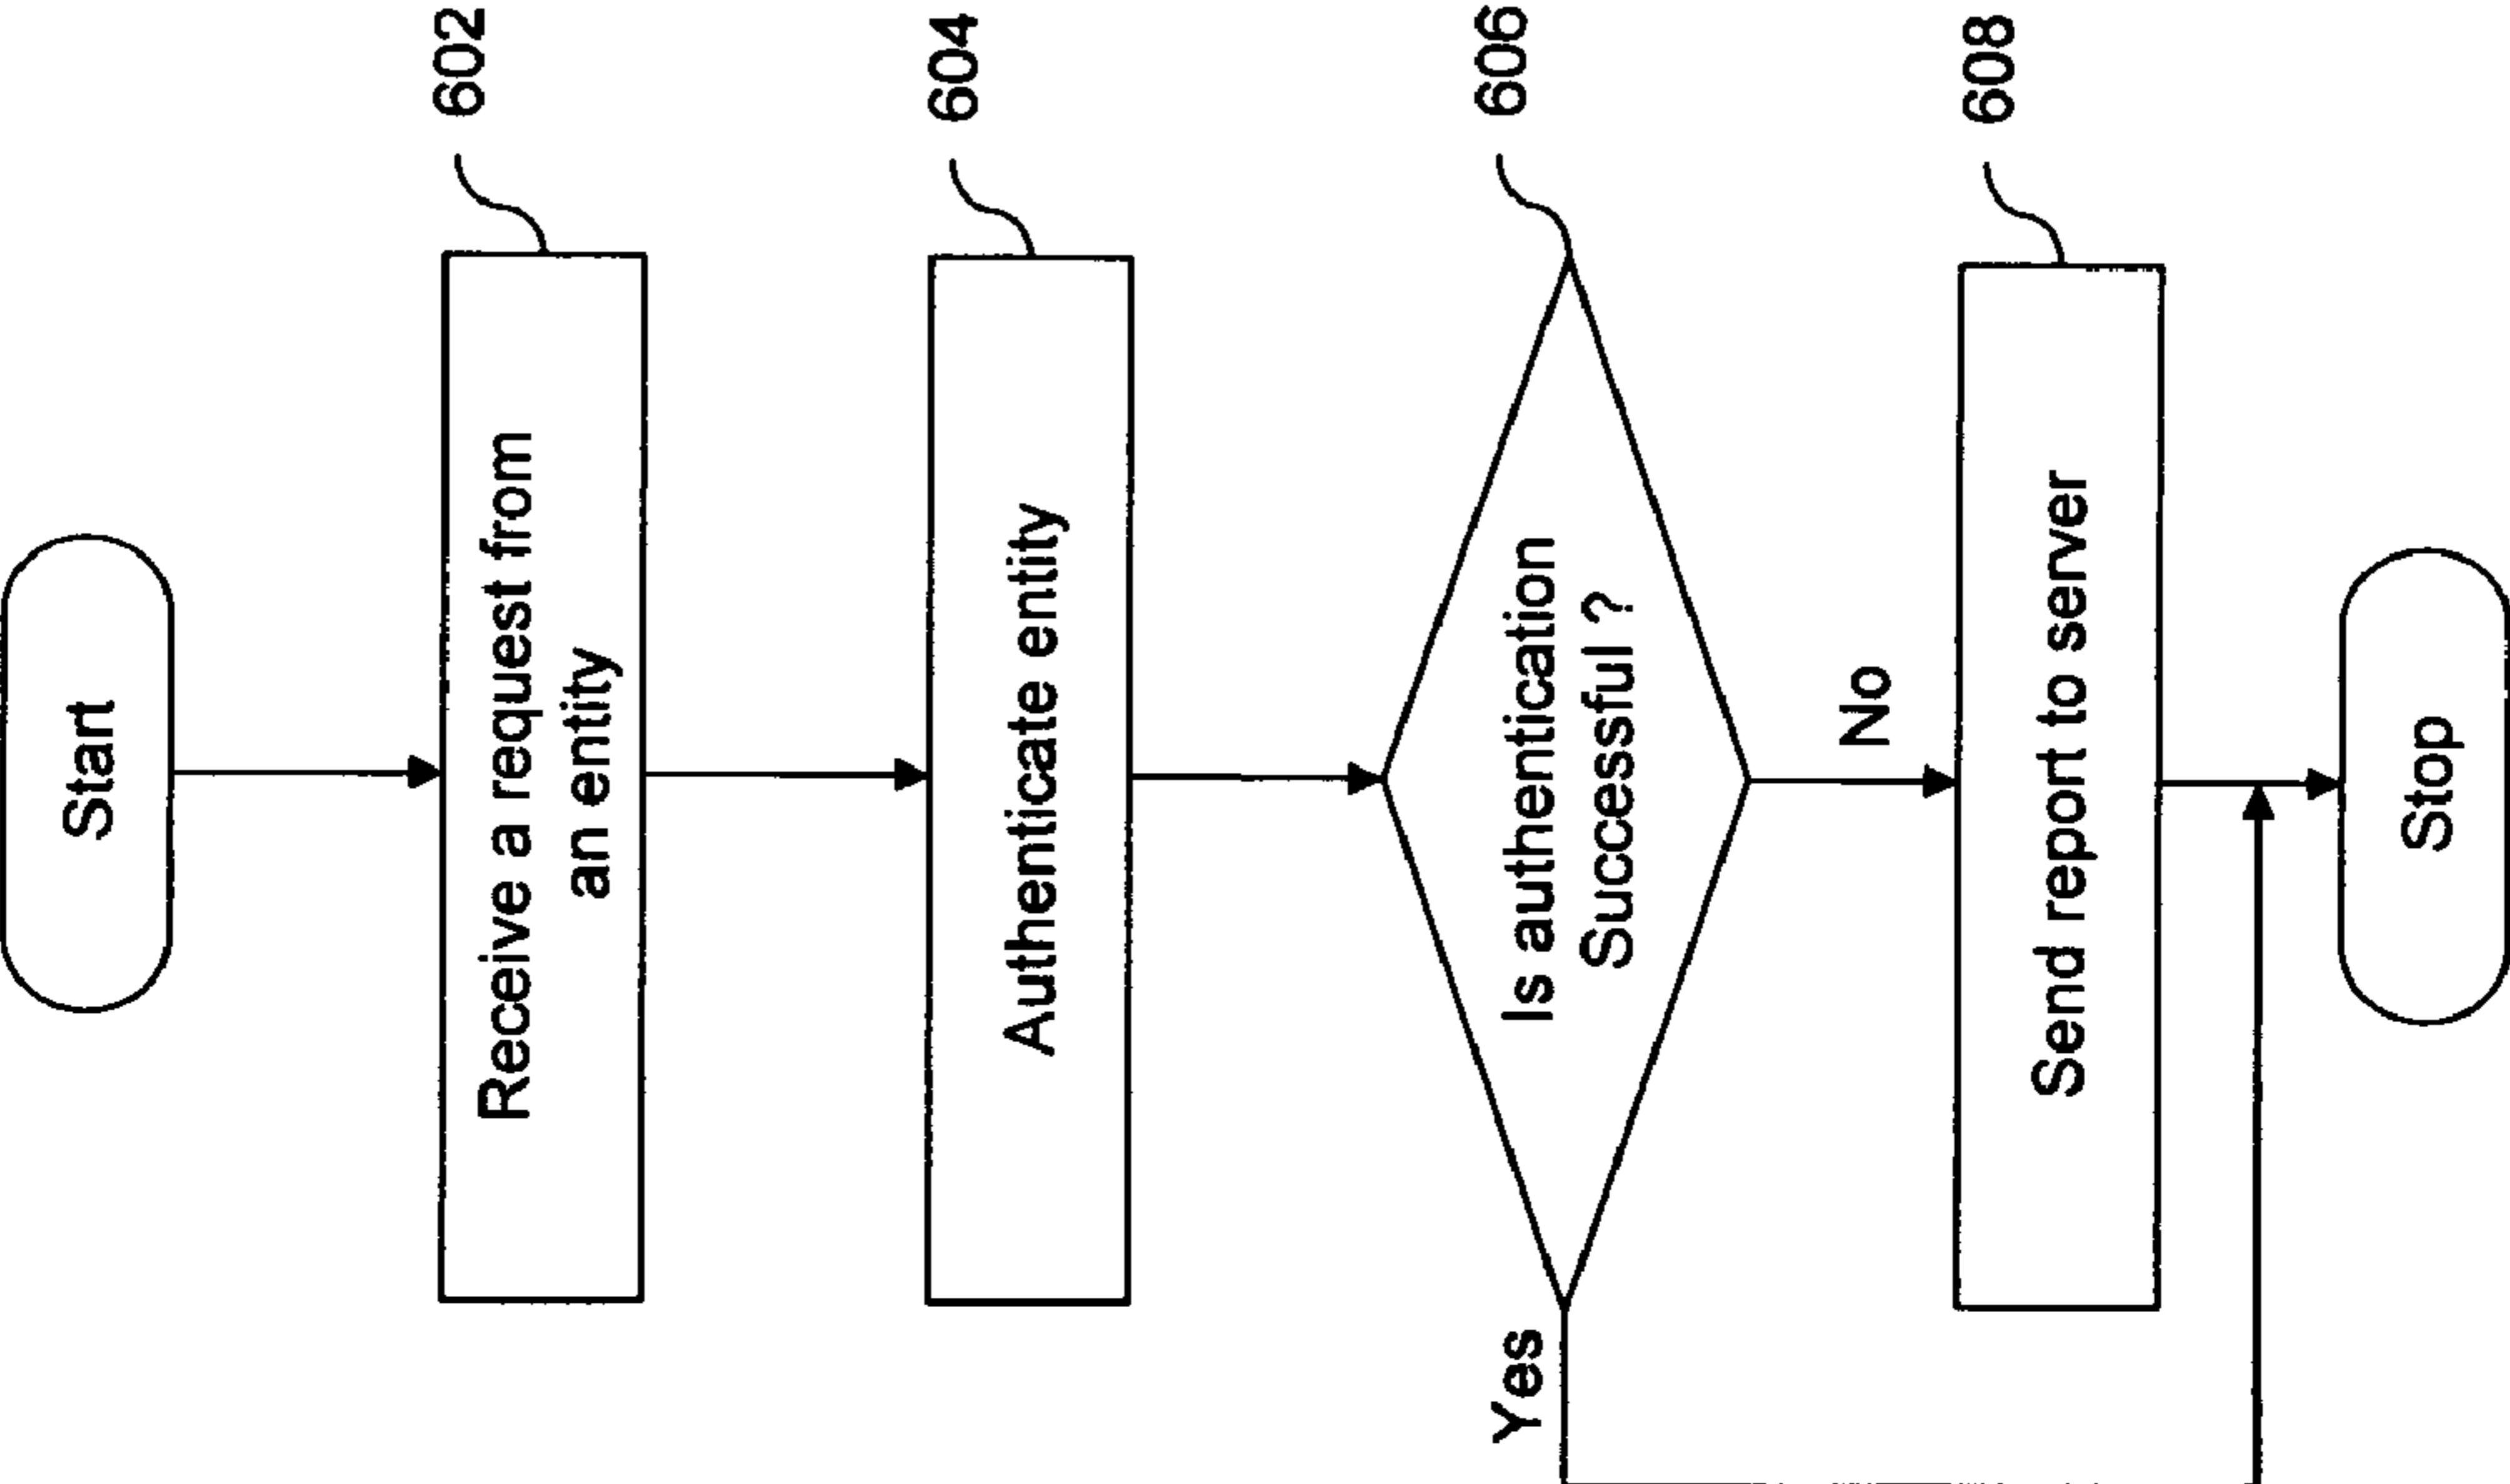 Start
602
Receive a request from
an entity
604
Authenticate entity
606
Is authentication
Successful ?
Yes
No
608
Send report to server
Stop